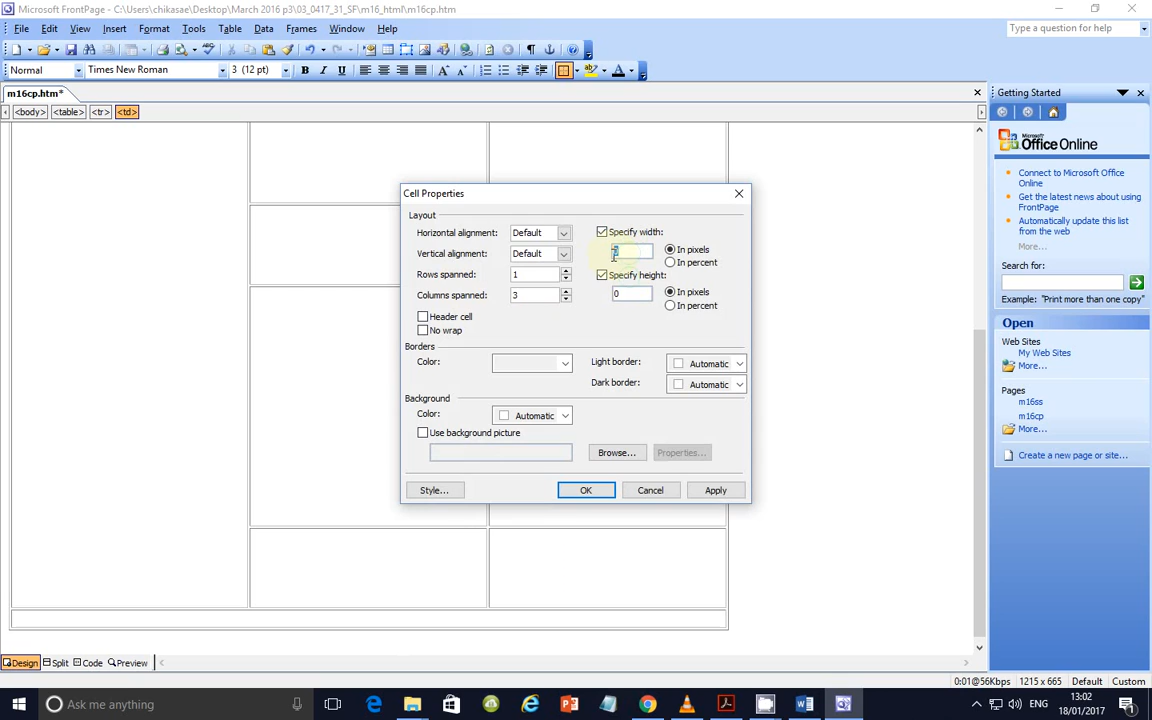 C:\Users\chikasae\Desktop\March 2016 p3\03_0417_31_SF\m16_html\m16cp.htm
Microsoft FrontPage -
File Edit View Insert Format Tools Table Data Frames Window Help
Type a question for help
Normal Times New Roman 3 (12 pt) B I U
m16cp.htm*
<body> <table> <tr> <td>
Cell Properties
Layout
Horizontal alignment: Default
Vertical alignment: Default
Rows spanned: 1
Columns spanned: 3
Header cell
No wrap
Specify width:
0
In pixels
In percent
Specify height:
0
In pixels
In percent
Borders
Color:
Light border: Automatic
Dark border: Automatic
Background
Color: Automatic
Use background picture
Browse... Properties...
Style... OK Cancel Apply
Getting Started
Microsoft
Office Online
Connect to Microsoft Office
Online
Get the latest news about using
FrontPage
Automatically update this list
from the web
More...
Search for:
Example: "Print more than one copy"
Open
Web Sites
My Web Sites
More...
Pages
m16ss
m16cp
More...
Create a new page or site...
Design Split Code Preview
0:01@56Kbps 1215 x 665 Default Custom
Ask me anything
ENG
13:02
18/01/2017